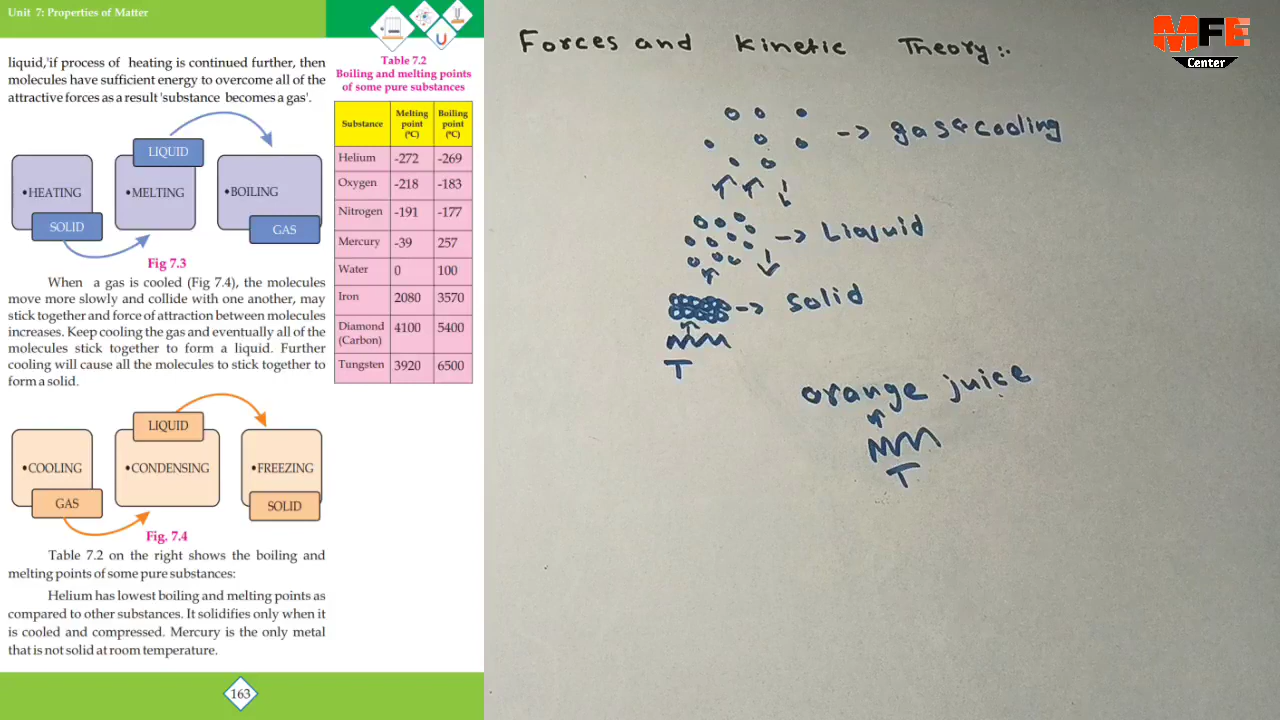 Unit 7: Properties of Matter
liquid,'if process of heating is continued further, then
molecules have sufficient energy to overcome all of the
attractive forces as a result 'substance becomes a gas'.
LIQUID
•HEATING
•MELTING
•BOILING
SOLID
GAS
Fig 7.3
When a gas is cooled (Fig 7.4), the molecules
move more slowly and collide with one another, may
stick together and force of attraction between molecules
increases. Keep cooling the gas and eventually all of the
molecules stick together to form a liquid. Further
cooling will cause all the molecules to stick together to
form a solid.
LIQUID
•COOLING
•CONDENSING
•FREEZING
GAS
SOLID
Fig. 7.4
Table 7.2 on the right shows the boiling and
melting points of some pure substances:
Helium has lowest boiling and melting points as
compared to other substances. It solidifies only when it
is cooled and compressed. Mercury is the only metal
that is not solid at room temperature.
163
Table 7.2
Boiling and melting points
of some pure substances
Substance Melting point (ºC) Boiling point (ºC)
Helium -272 -269
Oxygen -218 -183
Nitrogen -191 -177
Mercury -39 257
Water 0 100
Iron 2080 3570
Diamond (Carbon) 4100 5400
Tungsten 3920 6500
Forces and Kinetic Theory:.
-> gas & cooling
-> Liquid
-> Solid
T
orange juice
T
MFE
Center